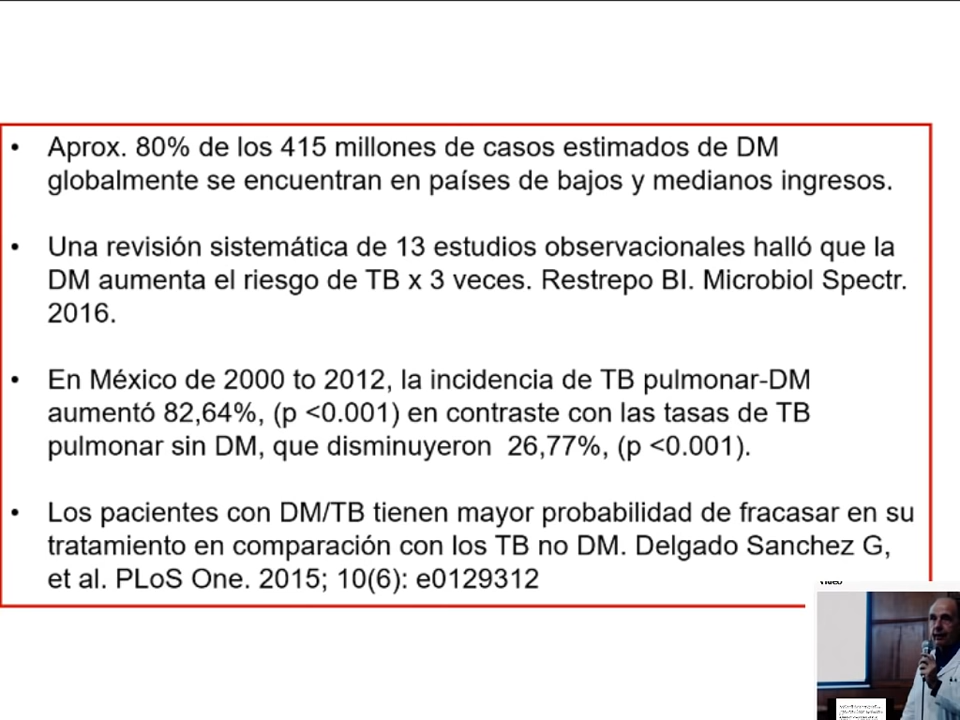 • Aprox. 80% de los 415 millones de casos estimados de DM
globalmente se encuentran en países de bajos y medianos ingresos.
• Una revisión sistemática de 13 estudios observacionales halló que la
DM aumenta el riesgo de TB x 3 veces. Restrepo BI. Microbiol Spectr.
2016.
• En México de 2000 to 2012, la incidencia de TB pulmonar-DM
aumentó 82,64%, (p <0.001) en contraste con las tasas de TB
pulmonar sin DM, que disminuyeron 26,77%, (p <0.001).
• Los pacientes con DM/TB tienen mayor probabilidad de fracasar en su
tratamiento en comparación con los TB no DM. Delgado Sanchez G,
et al. PLoS One. 2015; 10(6): e0129312
Video